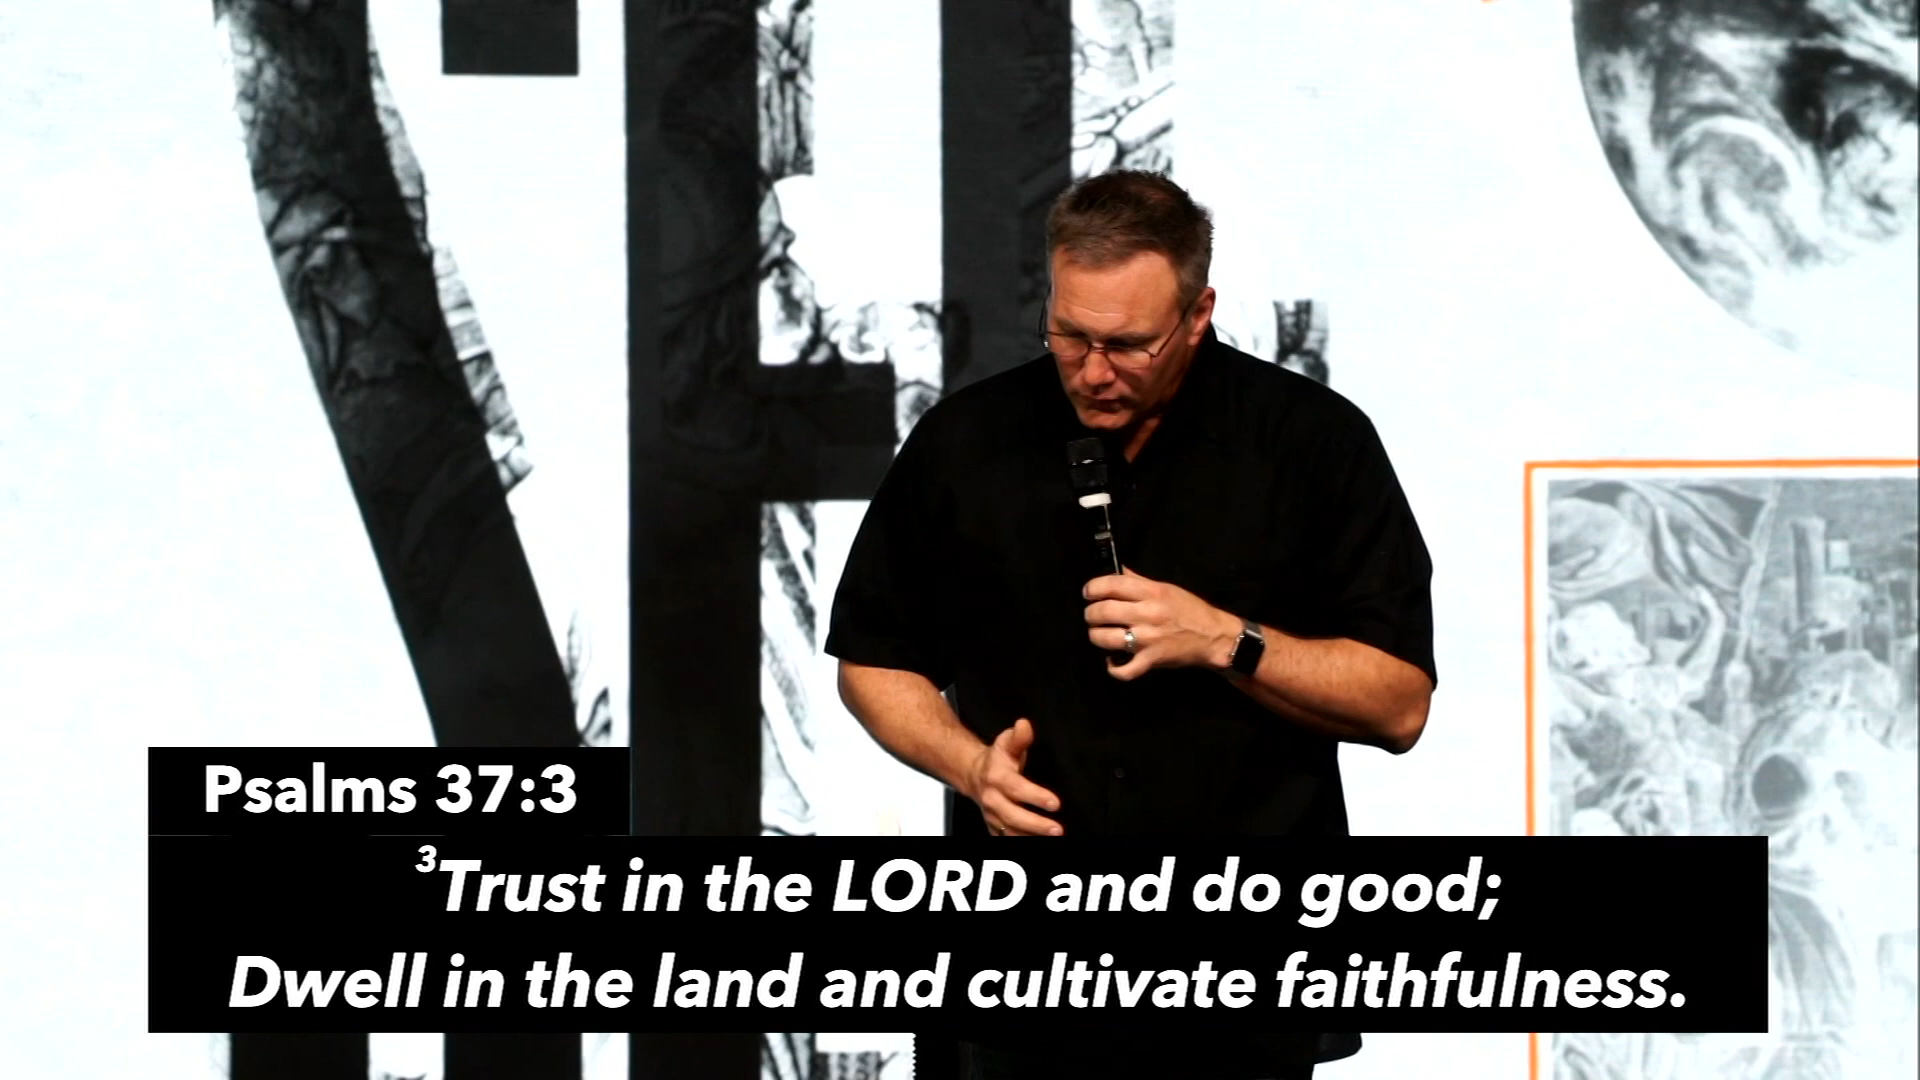 Psalms 37:3
³Trust in the LORD and do good;
Dwell in the land and cultivate faithfulness.